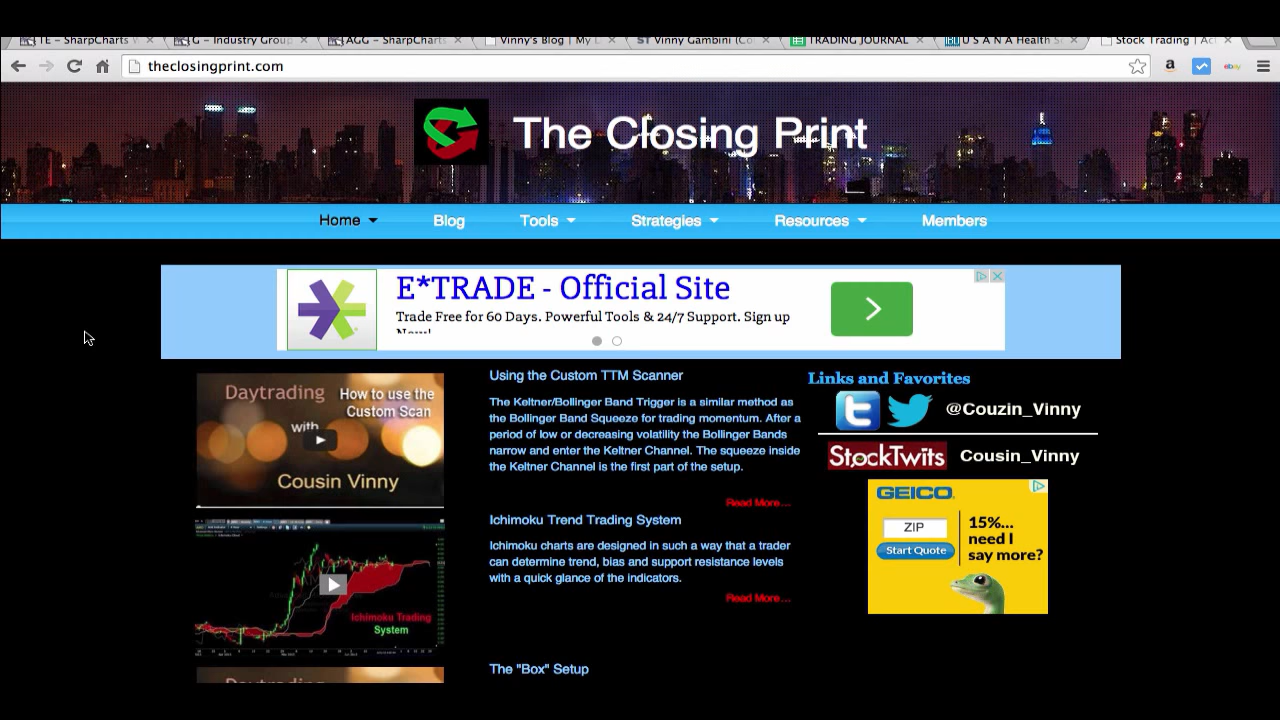 TE – SharpCharts
G – Industry Group
AGG – SharpCharts
Vinny's Blog | My
ST Vinny Gambini (Co
TRADING JOURNAL
U S A N A Health
Stock Trading |
theclosingprint.com
The Closing Print
Home
Blog
Tools
Strategies
Resources
Members
E*TRADE - Official Site
Trade Free for 60 Days. Powerful Tools & 24/7 Support. Sign up
Now!
Daytrading
How to use the
Custom Scan
with
Cousin Vinny
Using the Custom TTM Scanner
The Keltner/Bollinger Band Trigger is a similar method as
the Bollinger Band Squeeze for trading momentum. After a
period of low or decreasing volatility the Bollinger Bands
narrow and enter the Keltner Channel. The squeeze inside
the Keltner Channel is the first part of the setup.
Read More...
Links and Favorites
@Couzin_Vinny
StockTwits
Cousin_Vinny
Ichimoku Trading
System
Ichimoku Trend Trading System
Ichimoku charts are designed in such a way that a trader
can determine trend, bias and support resistance levels
with a quick glance of the indicators.
Read More...
GEICO
ZIP
Start Quote
15%...
need I
say more?
Daytrading
The "Box" Setup